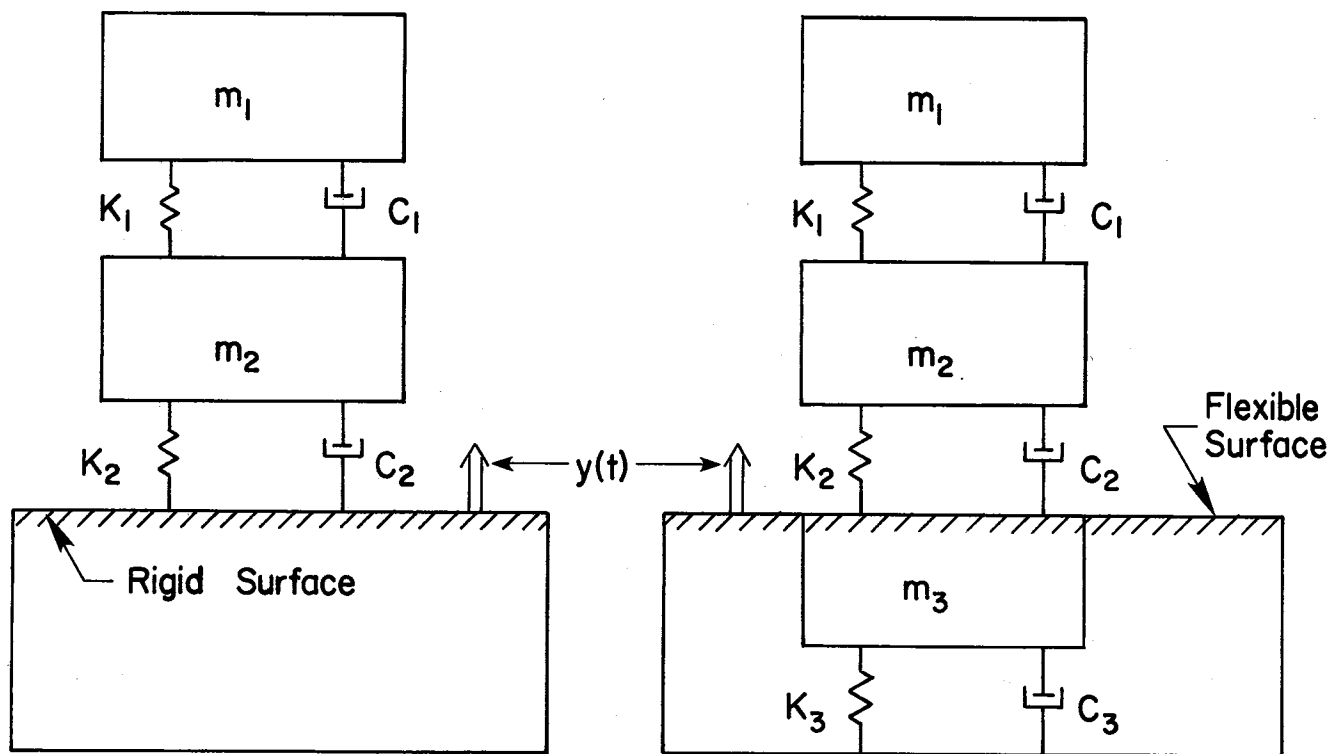 m₁
K₁
C₁
m₂
K₂
C₂
Rigid Surface
y(t)
m₁
K₁
C₁
m₂
K₂
C₂
Flexible
Surface
m₃
K₃
C₃